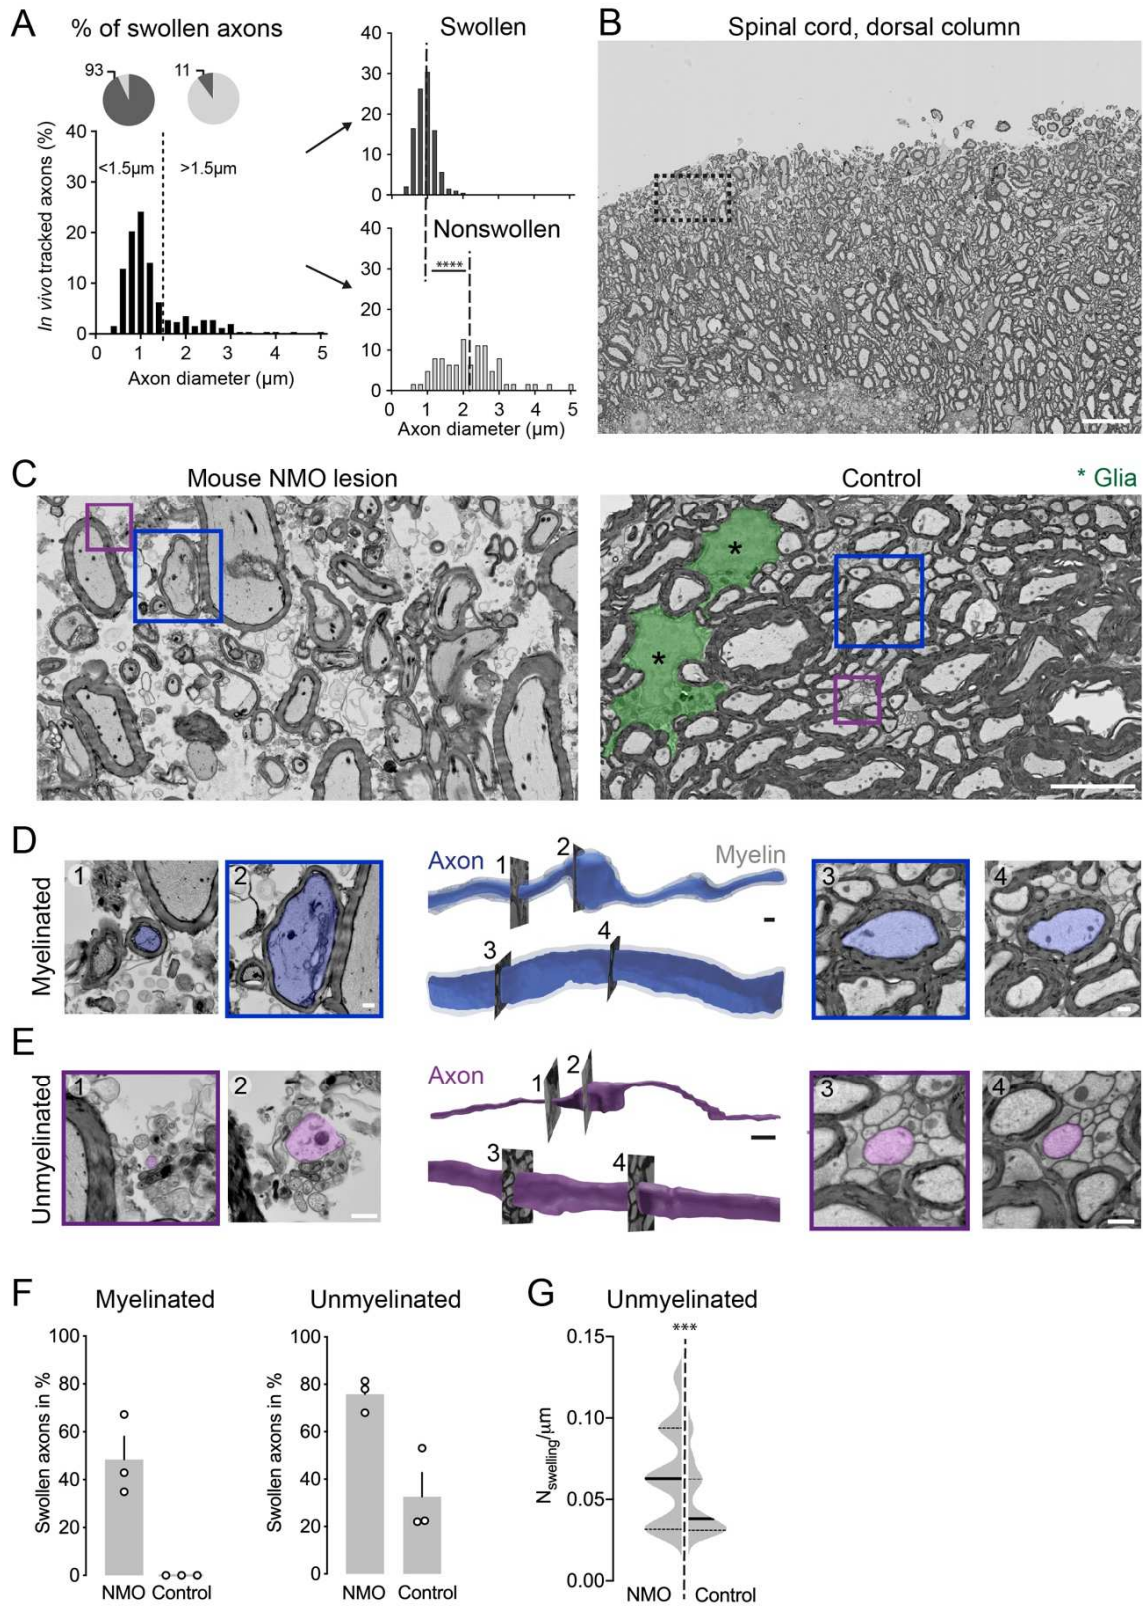 A
% of swollen axons
93
11
In vivo tracked axons (%)
40
30
20
10
0
<1.5µm
>1.5µm
0 1 2 3 4 5
Axon diameter (µm)
Swollen
40
30
20
10
0
Nonswollen
****
40
30
20
10
0
0 1 2 3 4 5
Axon diameter (µm)
B
Spinal cord, dorsal column
C
Mouse NMO lesion
Control
* Glia
*
*
D
Myelinated
1
2
Axon
Myelin
1
2
3
4
3
4
E
Unmyelinated
1
2
Axon
1
2
3
4
3
4
F
Myelinated
Swollen axons in %
100
80
60
40
20
0
NMO Control
Unmyelinated
Swollen axons in %
100
80
60
40
20
0
NMO Control
G
Unmyelinated
***
Nswelling/µm
0.15
0.10
0.05
0.00
NMO Control